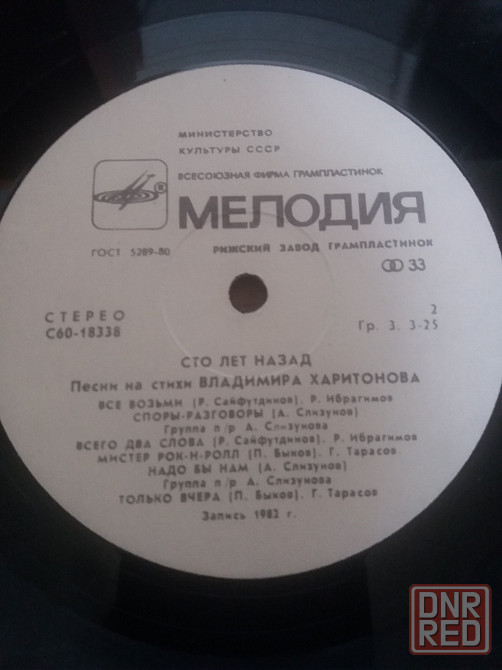 МИНИСТЕРСТВО
КУЛЬТУРЫ СССР
ВСЕСОЮЗНАЯ ФИРМА ГРАМПЛАСТИНОК
МЕЛОДИЯ
ГОСТ 5289-80 РИЖСКИЙ ЗАВОД ГРАМПЛАСТИНОК
33
СТЕРЕО 2
С60-18338 Гр. 3. 3-25
СТО ЛЕТ НАЗАД
Песни на стихи ВЛАДИМИРА ХАРИТОНОВА
ВСЕ ВОЗЬМИ (Р. Сайфутдинов), Р. Ибрагимов
СПОРЫ-РАЗГОВОРЫ (А. Слизунов)
Группа п/р А. Слизунова
ВСЕГО ДВА СЛОВА (Р. Сайфутдинов), Р. Ибрагимов
МИСТЕР РОК-Н-РОЛЛ (П. Быков), Г. Тарасов
НАДО БЫ НАМ (А. Слизунов)
Группа п/р А. Слизунова
ТОЛЬКО ВЧЕРА (П. Быков), Г. Тарасов
Запись 1982 г.
DNR
RED